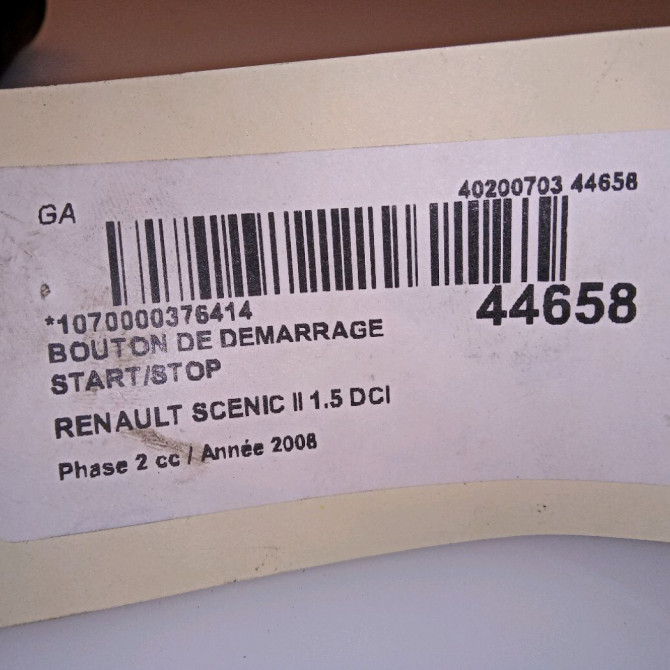 GA
40200703 44658
*1070000376414
44658
BOUTON DE DEMARRAGE
START/STOP
RENAULT SCENIC II 1.5 DCI
Phase 2 cc / Année 2008